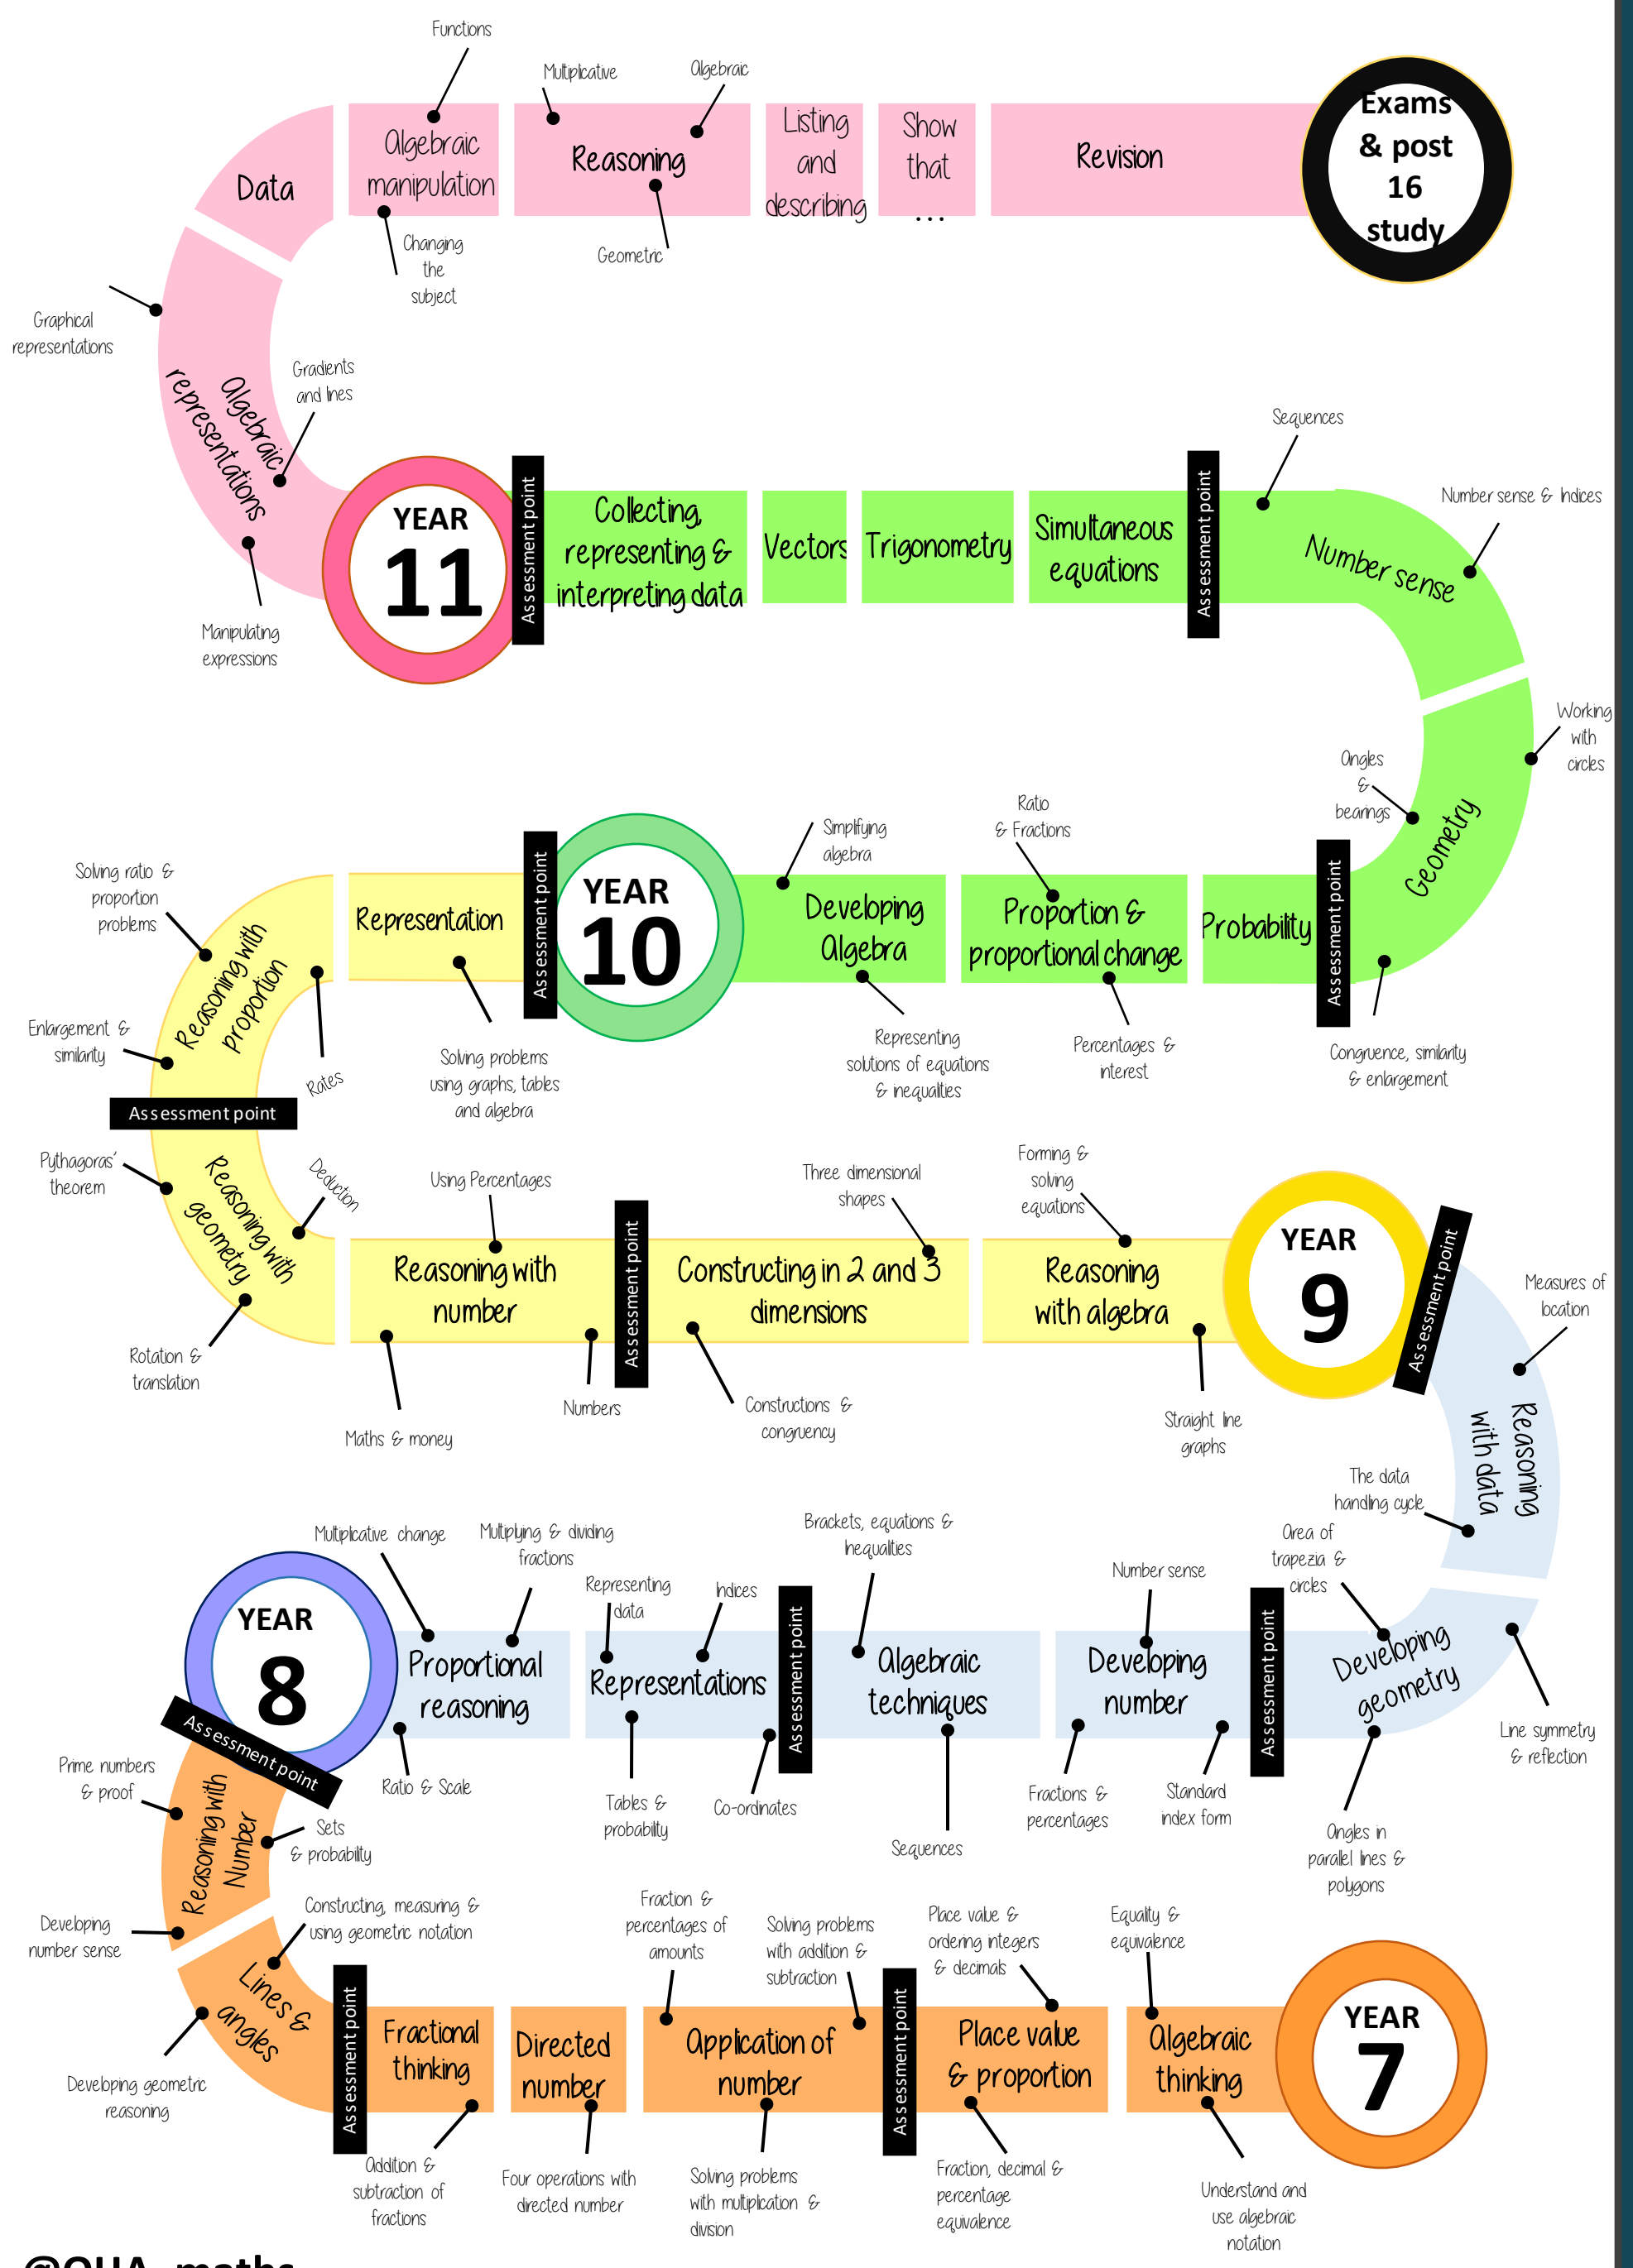 Functions
Multiplicative
Algebraic
Data
Algebraic
manipulation
Reasoning
Listing
and
describing
Show
that
...
Revision
Exams
& post
16
study
Changing
the
subject
Geometric
Graphical
representations
Gradients
and lines
Algebraic
representations
Manipulating
expressions
YEAR
11
Assessment point
Collecting,
representing &
interpreting data
Vectors
Trigonometry
Simultaneous
equations
Assessment point
Sequences
Number sense
Number sense & Indices
Working
with
circles
Angles
&
bearings
Geometry
Congruence, similarity
& enlargement
Assessment point
Probability
Ratio
& Fractions
Proportion &
proportional change
Percentages &
interest
Simplifying
algebra
Developing
Algebra
Representing
solutions of equations
& inequalities
YEAR
10
Assessment point
Representation
Solving problems
using graphs, tables
and algebra
Solving ratio &
proportion
problems
Reasoning with
proportion
Enlargement &
similarity
Rates
Assessment point
Pythagoras'
theorem
Deduction
Reasoning with
geometry
Rotation &
translation
Using Percentages
Reasoning with
number
Maths & money
Numbers
Assessment point
Three dimensional
shapes
Constructing in 2 and 3
dimensions
Constructions &
congruency
Forming &
solving
equations
Reasoning
with algebra
Straight line
graphs
YEAR
9
Assessment point
Measures of
location
Reasoning
with data
The data
handling cycle
Area of
trapezia &
circles
Developing
geometry
Line symmetry
& reflection
Angles in
parallel lines &
polygons
Assessment point
Number sense
Developing
number
Fractions &
percentages
Standard
index form
Brackets, equations &
Inequalities
Algebraic
techniques
Sequences
Assessment point
Representing
data
Indices
Representations
Tables &
probability
Co-ordinates
Multiplicative change
Multiplying & dividing
fractions
Proportional
reasoning
Ratio & Scale
YEAR
8
Assessment point
Prime numbers
& proof
Reasoning with
Number
Sets
& probability
Developing
number sense
Constructing, measuring &
using geometric notation
Lines &
angles
Developing geometric
reasoning
Assessment point
Fractional
thinking
Addition &
subtraction of
fractions
Directed
number
Four operations with
directed number
Fraction &
percentages of
amounts
Solving problems
with addition &
subtraction
Application of
number
Solving problems
with multiplication &
division
Assessment point
Place value &
ordering integers
& decimals
Place value
& proportion
Fraction, decimal &
percentage
equivalence
Equality &
equivalence
Algebraic
thinking
Understand and
use algebraic
notation
YEAR
7
@OUA_maths